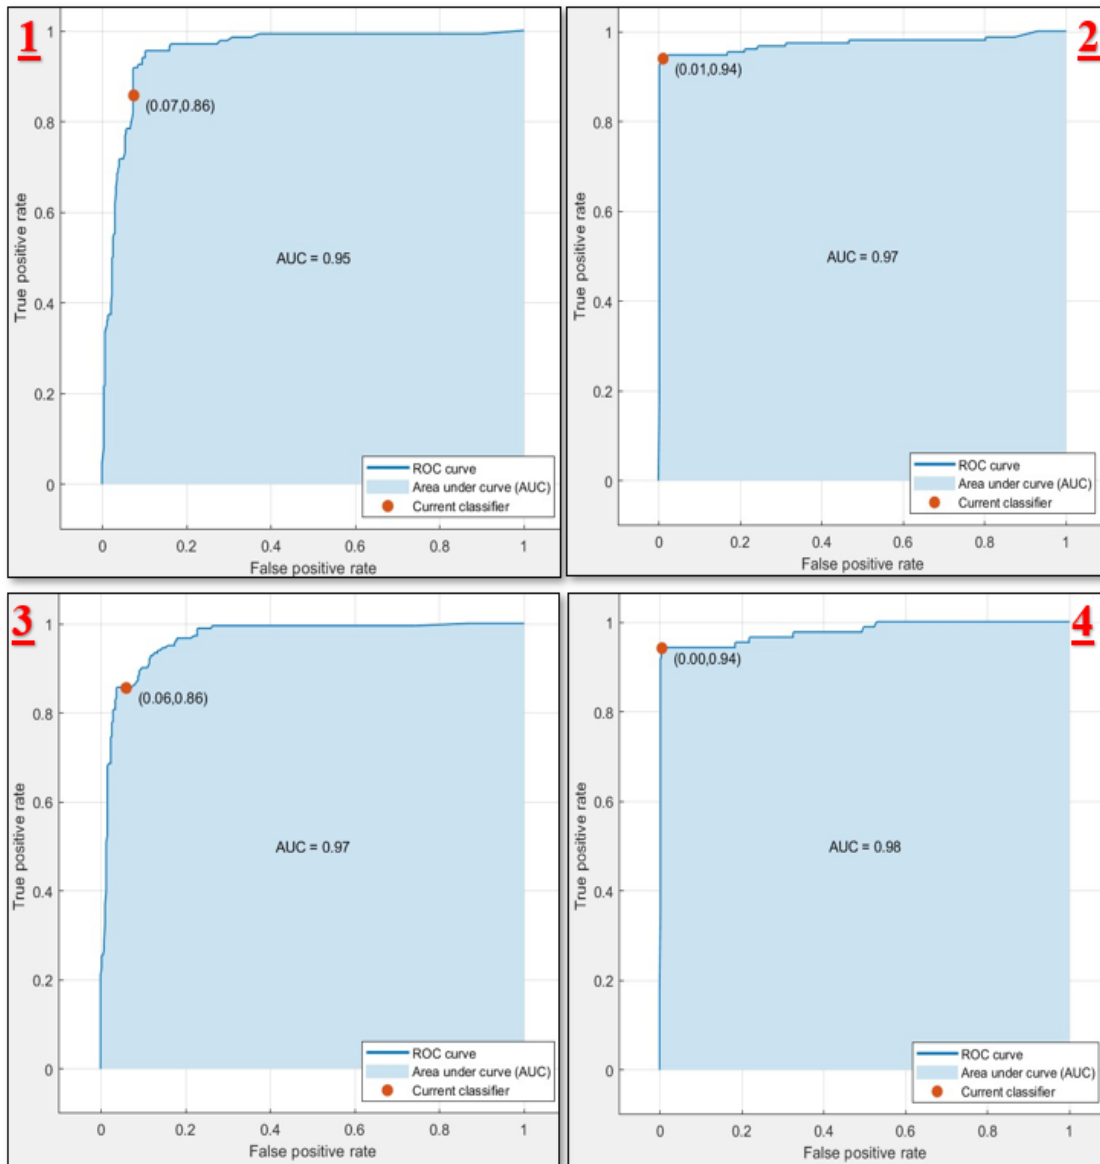 1
(0.07,0.86)
AUC = 0.95
True positive rate
1
0.8
0.6
0.4
0.2
0
ROC curve
Area under curve (AUC)
Current classifier
0
0.2
0.4
0.6
0.8
1
False positive rate
2
(0.01,0.94)
AUC = 0.97
True positive rate
1
0.8
0.6
0.4
0.2
0
ROC curve
Area under curve (AUC)
Current classifier
0
0.2
0.4
0.6
0.8
1
False positive rate
3
(0.06,0.86)
AUC = 0.97
True positive rate
1
0.8
0.6
0.4
0.2
0
ROC curve
Area under curve (AUC)
Current classifier
0
0.2
0.4
0.6
0.8
1
False positive rate
4
(0.00,0.94)
AUC = 0.98
True positive rate
1
0.8
0.6
0.4
0.2
0
ROC curve
Area under curve (AUC)
Current classifier
0
0.2
0.4
0.6
0.8
1
False positive rate